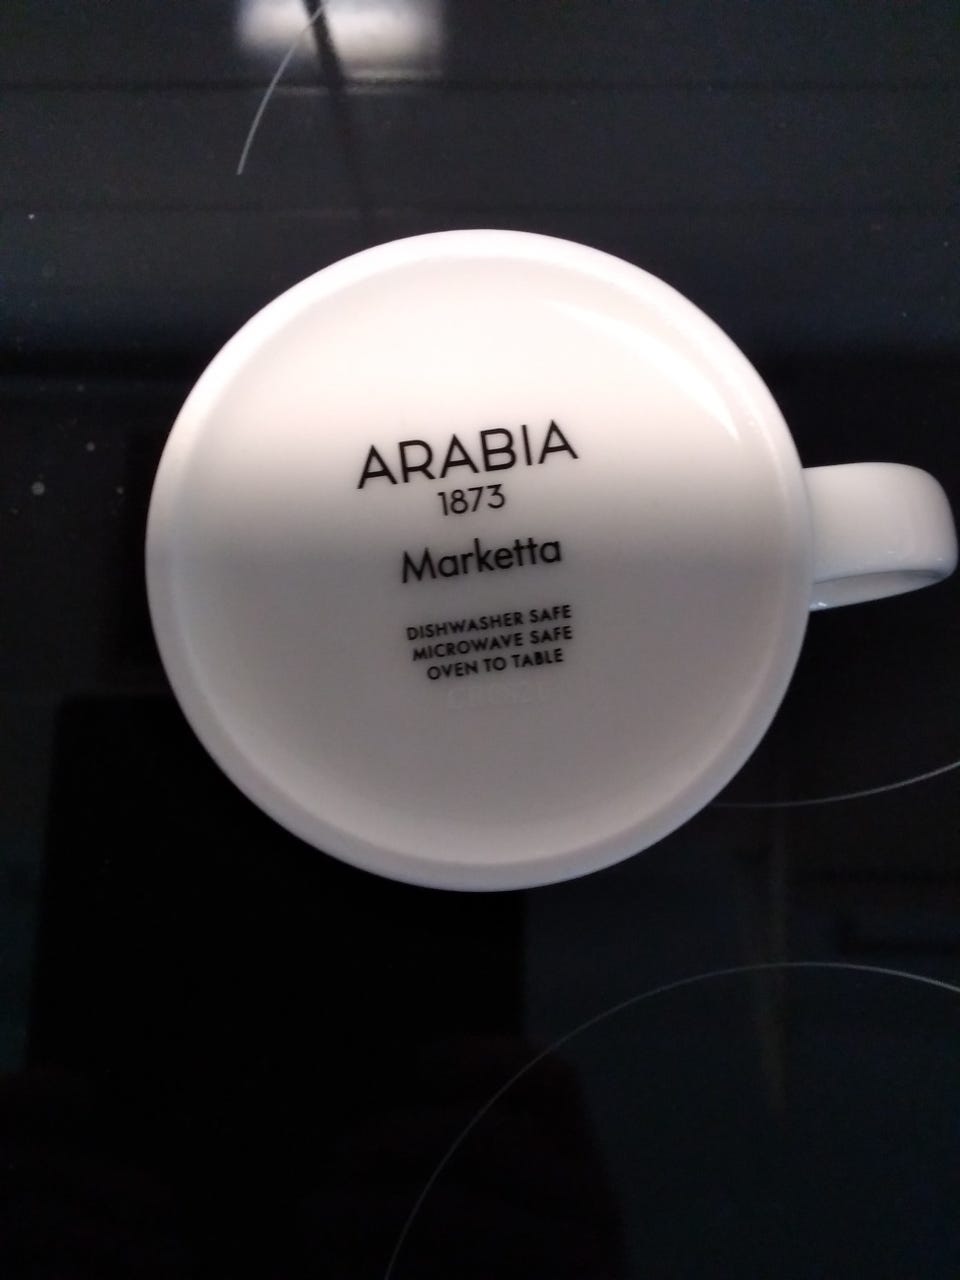 ARABIA
1873
Marketta
DISHWASHER SAFE
MICROWAVE SAFE
OVEN TO TABLE